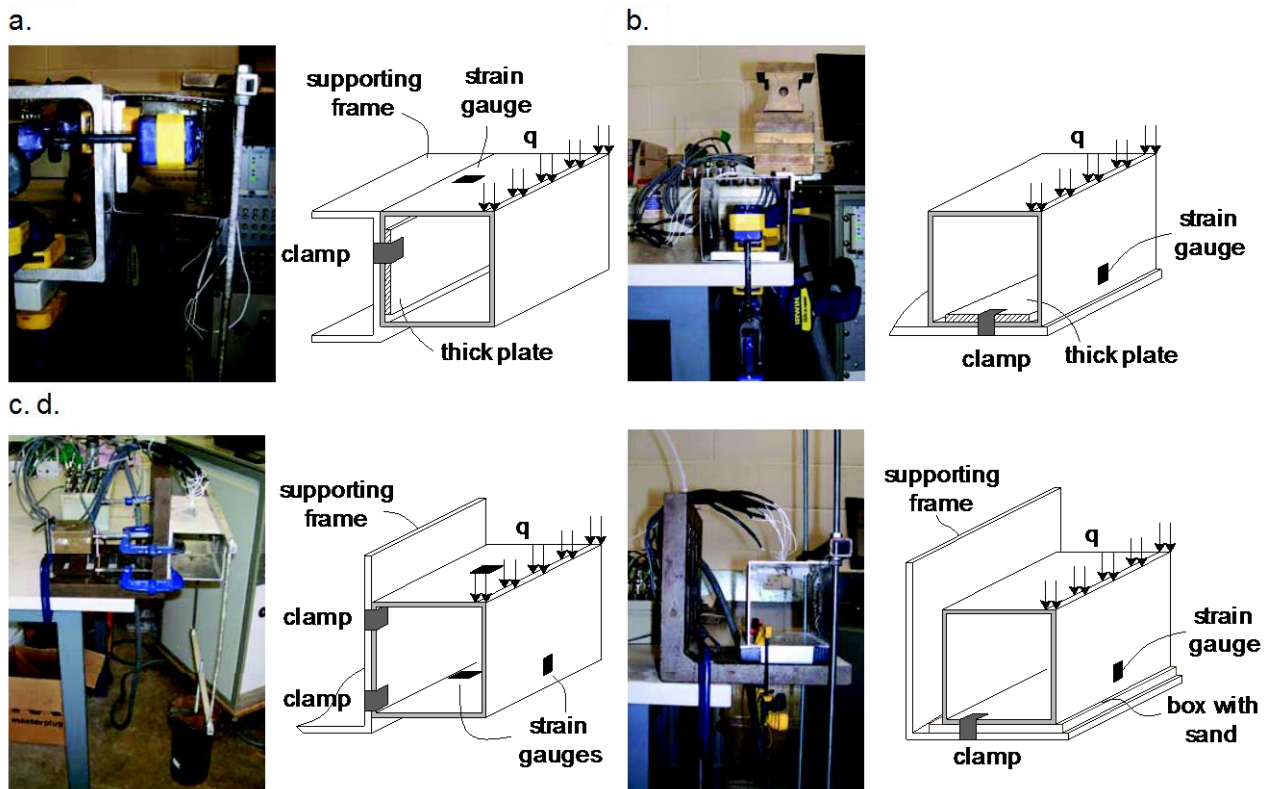 a.
b.
supporting
frame
strain
gauge
q
clamp
thick plate
q
strain
gauge
clamp
thick plate
c. d.
supporting
frame
q
clamp
clamp
strain
gauges
masterplug
supporting
frame
q
strain
gauge
box with
sand
clamp